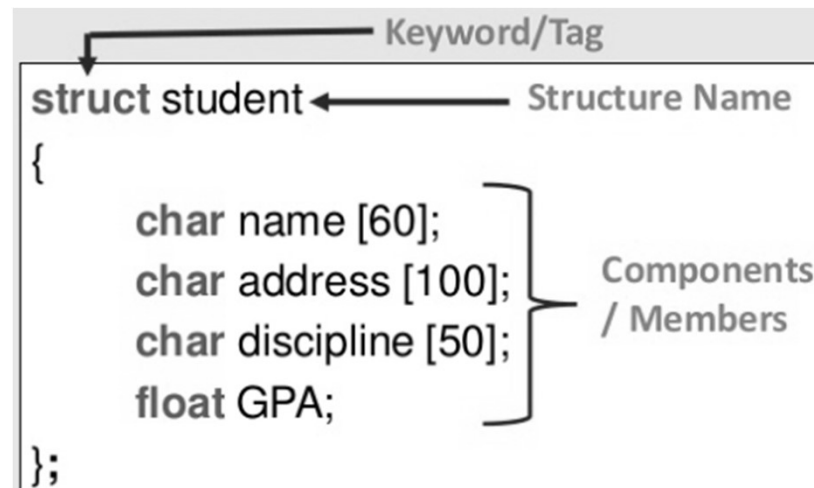 Keyword/Tag
struct student Structure Name
{
char name [60];
char address [100];
char discipline [50];
float GPA;
Components
/ Members
};